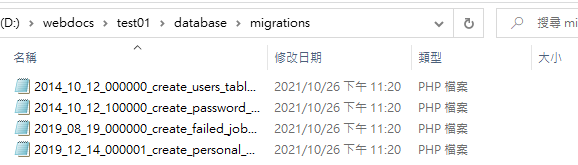 (D:) › webdocs › test01 › database › migrations
搜尋 mi
名稱 修改日期 類型 大小
2014_10_12_000000_create_users_tabl... 2021/10/26 下午 11:20 PHP 檔案
2014_10_12_100000_create_password_... 2021/10/26 下午 11:20 PHP 檔案
2019_08_19_000000_create_failed_job... 2021/10/26 下午 11:20 PHP 檔案
2019_12_14_000001_create_personal_... 2021/10/26 下午 11:20 PHP 檔案